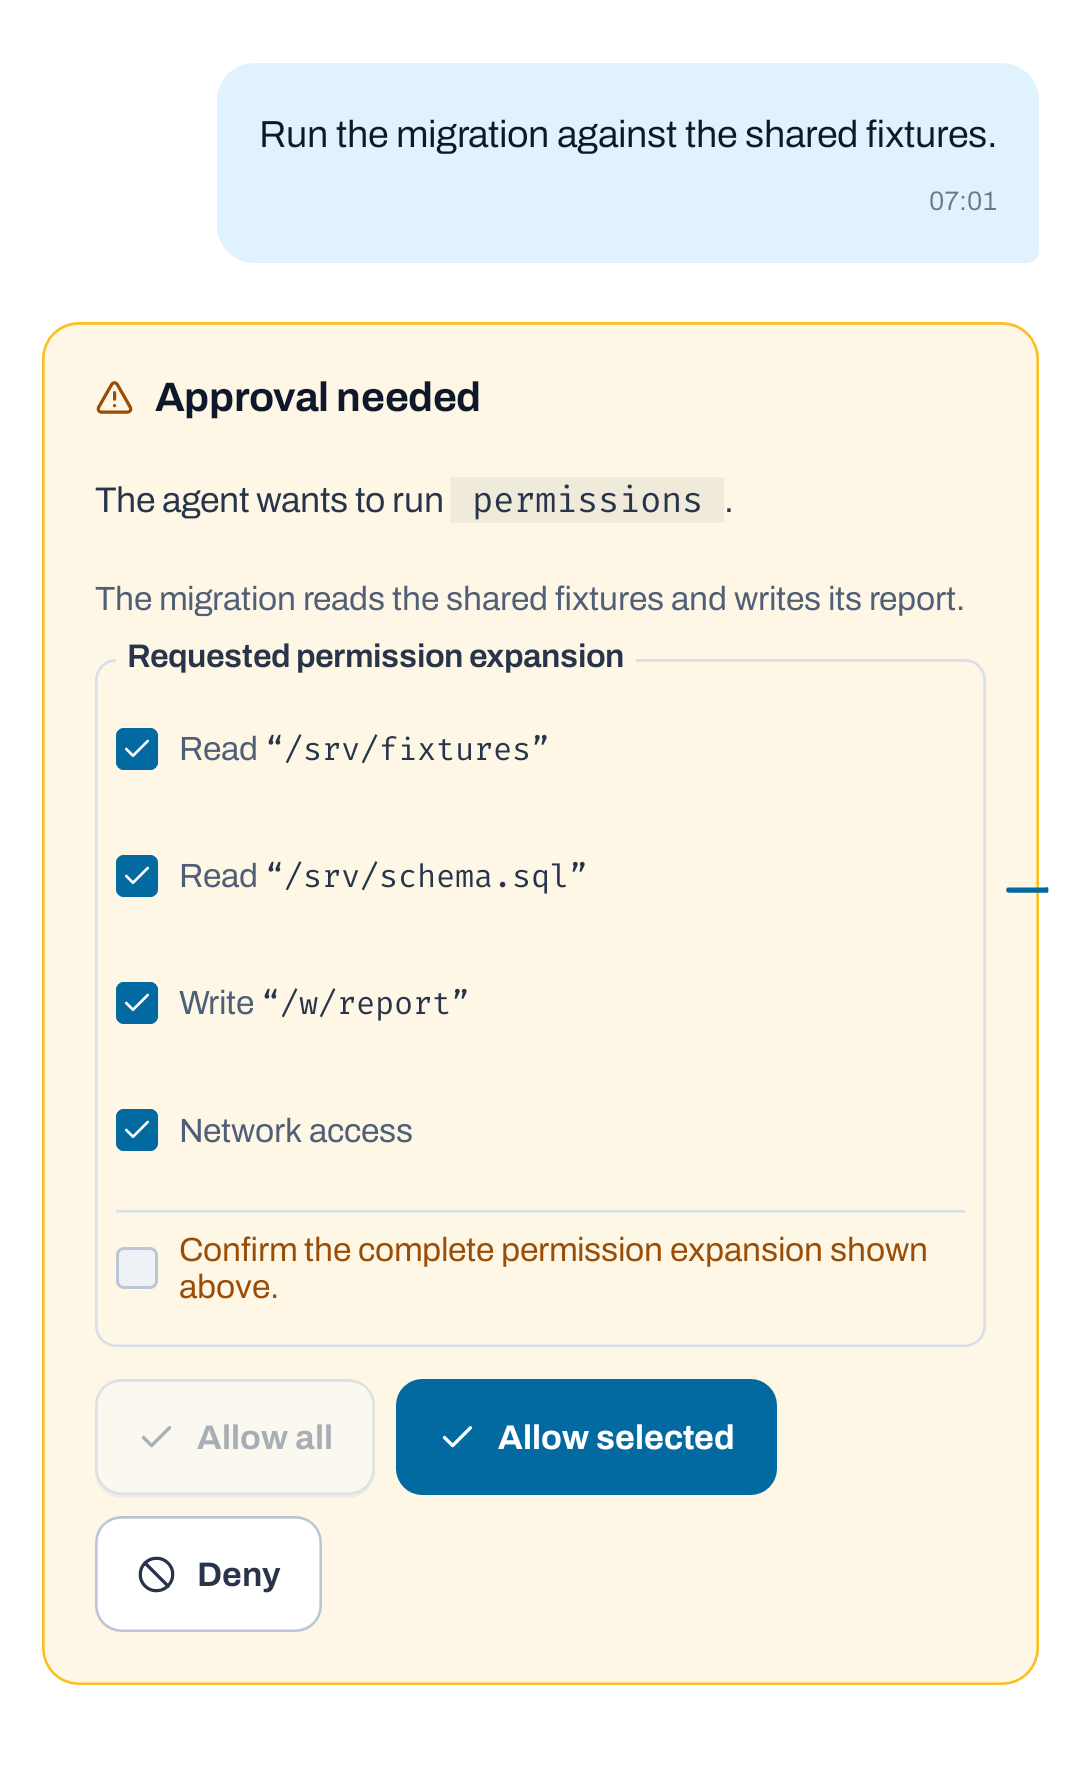 Run the migration against the shared fixtures.
07:01
Approval needed
The agent wants to run permissions.
The migration reads the shared fixtures and writes its report.
Requested permission expansion
Read “/srv/fixtures”
Read “/srv/schema.sql”
Write “/w/report”
Network access
Confirm the complete permission expansion shown
above.
Allow all
Allow selected
Deny